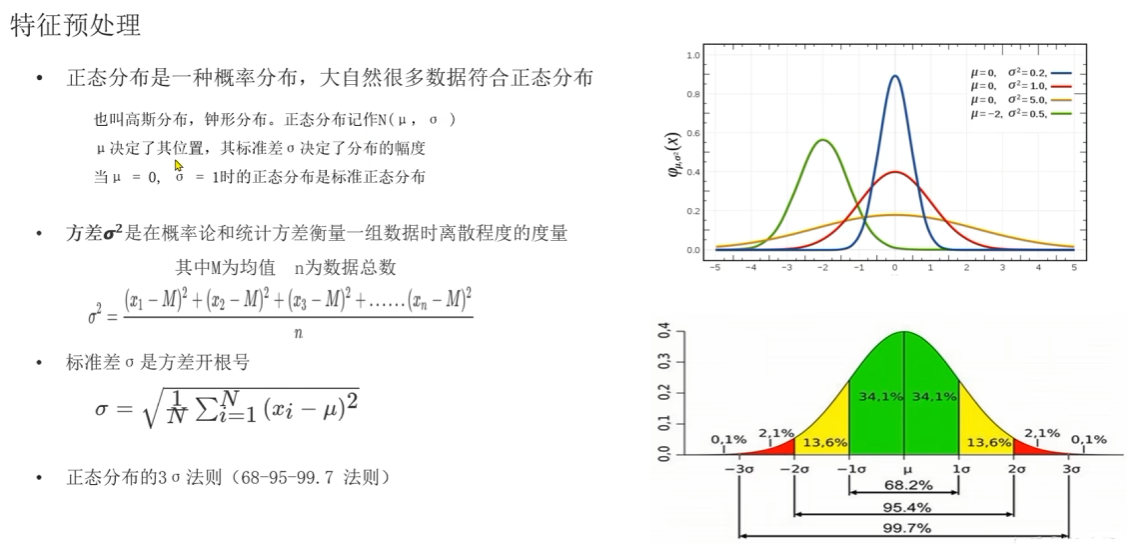 特征预处理
• 正态分布是一种概率分布，大自然很多数据符合正态分布
也叫高斯分布，钟形分布。正态分布记作N(μ，σ )
μ决定了其位置，其标准差σ决定了分布的幅度
当μ = 0, σ = 1时的正态分布是标准正态分布
• 方差σ²是在概率论和统计方差衡量一组数据时离散程度的度量
其中M为均值 n为数据总数
σ² = ((x₁ − M)² + (x₂ − M)² + (x₃ − M)² + ……(xₙ − M)²) / n
• 标准差σ是方差开根号
σ = √(1/N ∑ᵢ₌₁ᴺ (xᵢ − μ)²)
• 正态分布的3σ法则（68-95-99.7 法则）
φμ,σ²(x)
1.0
0.8
0.6
0.4
0.2
0.0
μ=0, σ²=0.2,
μ=0, σ²=1.0,
μ=0, σ²=5.0,
μ=−2, σ²=0.5,
−5 −4 −3 −2 −1 0 1 2 3 4 5
0,4
0,3
0,2
0,1
0,0
0,1% 2,1% 13,6% 34,1% 34,1% 13,6% 2,1% 0,1%
−3σ −2σ −1σ μ 1σ 2σ 3σ
68.2%
95.4%
99.7%